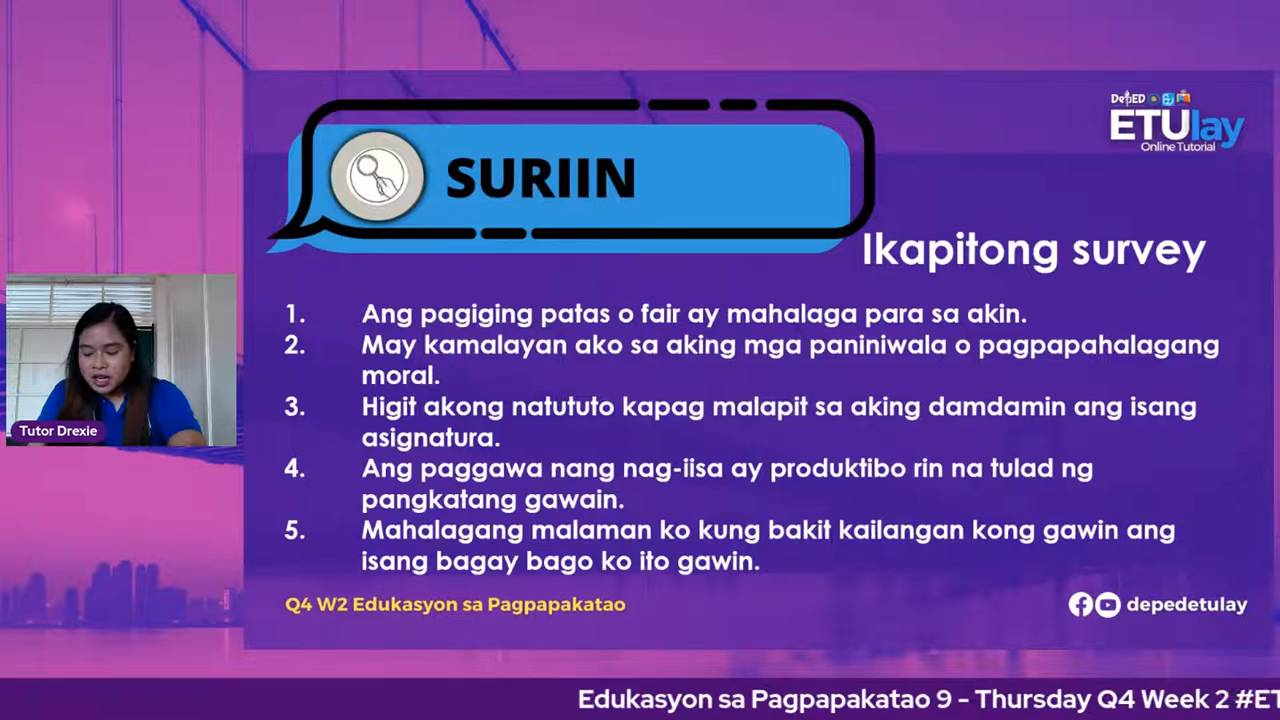 DepED
ETUlay
Online Tutorial
SURIIN
Ikapitong survey
1. Ang pagiging patas o fair ay mahalaga para sa akin.
2. May kamalayan ako sa aking mga paniniwala o pagpapahalagang
moral.
3. Higit akong natututo kapag malapit sa aking damdamin ang isang
asignatura.
4. Ang paggawa nang nag-iisa ay produktibo rin na tulad ng
pangkatang gawain.
5. Mahalagang malaman ko kung bakit kailangan kong gawin ang
isang bagay bago ko ito gawin.
Tutor Drexie
Q4 W2 Edukasyon sa Pagpapakatao
depedetulay
Edukasyon sa Pagpapakatao 9 - Thursday Q4 Week 2 #ET